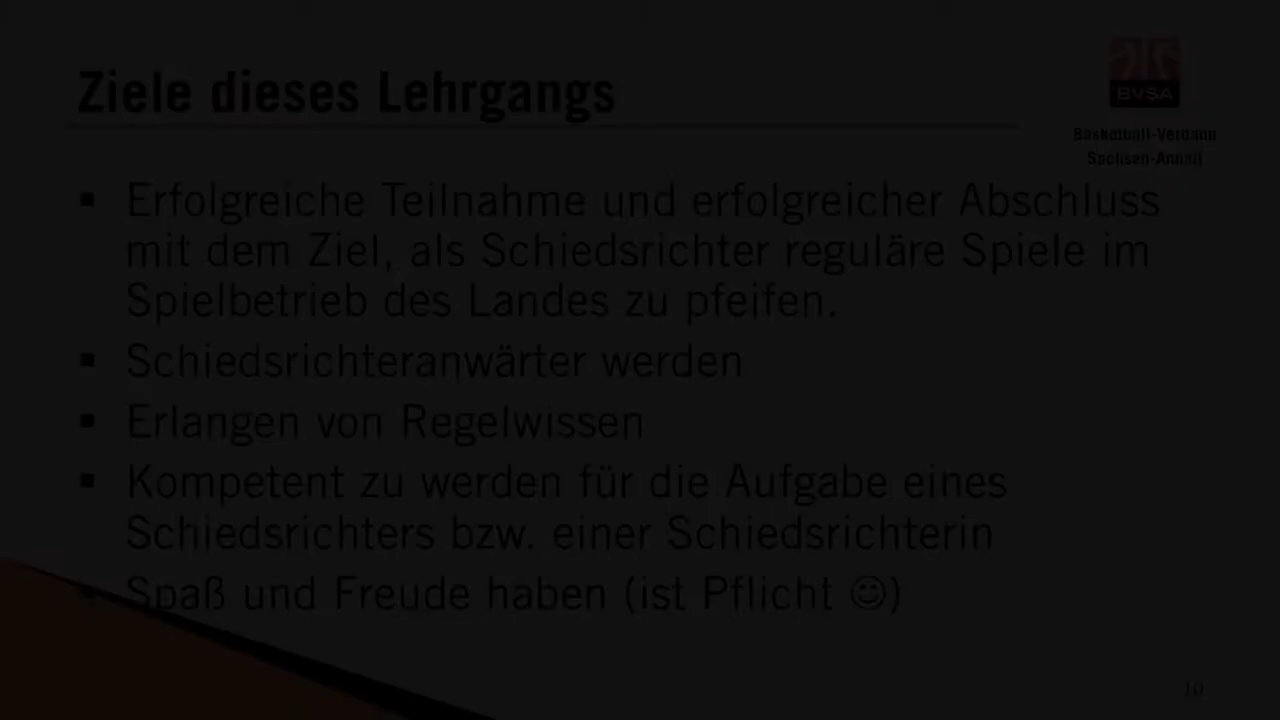 Ziele dieses Lehrgangs
BVSA
Basketball-Verband
Sachsen-Anhalt
▪ Erfolgreiche Teilnahme und erfolgreicher Abschluss
mit dem Ziel, als Schiedsrichter reguläre Spiele im
Spielbetrieb des Landes zu pfeifen.
▪ Schiedsrichteranwärter werden
▪ Erlangen von Regelwissen
▪ Kompetent zu werden für die Aufgabe eines
Schiedsrichters bzw. einer Schiedsrichterin
▪ Spaß und Freude haben (ist Pflicht ☺)
10